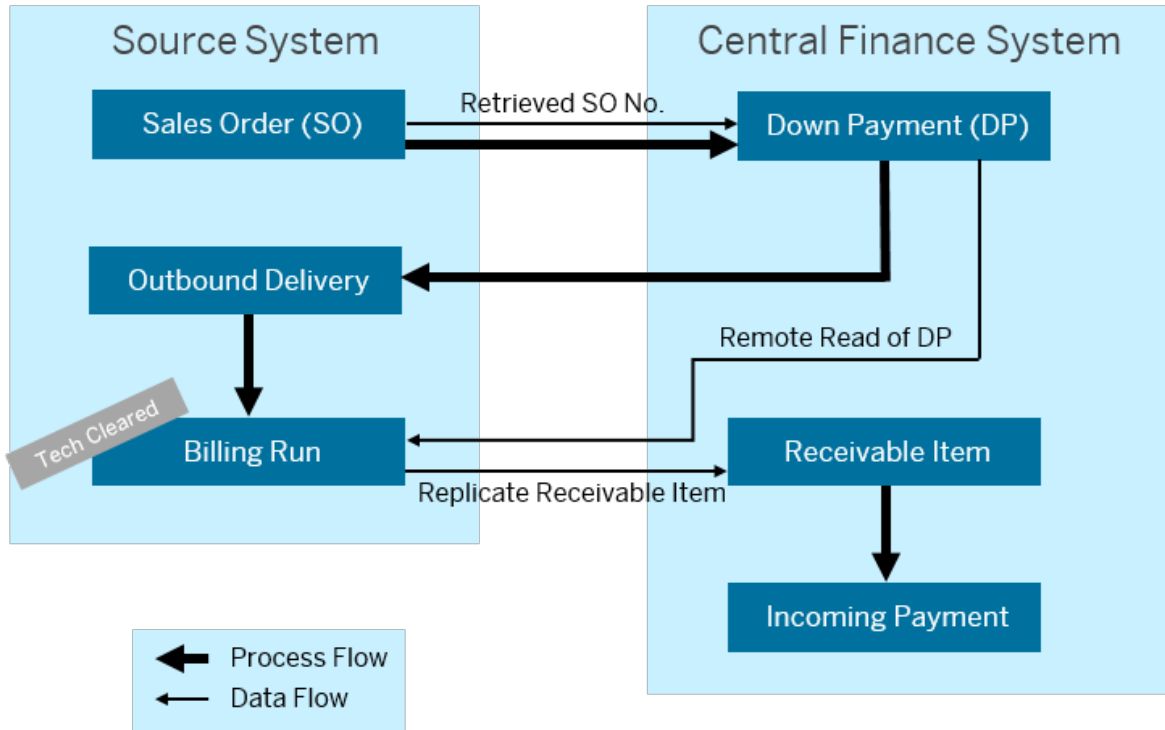 Source System
Central Finance System
Sales Order (SO)
Retrieved SO No.
Down Payment (DP)
Outbound Delivery
Remote Read of DP
Tech Cleared
Billing Run
Receivable Item
Replicate Receivable Item
Incoming Payment
Process Flow
Data Flow